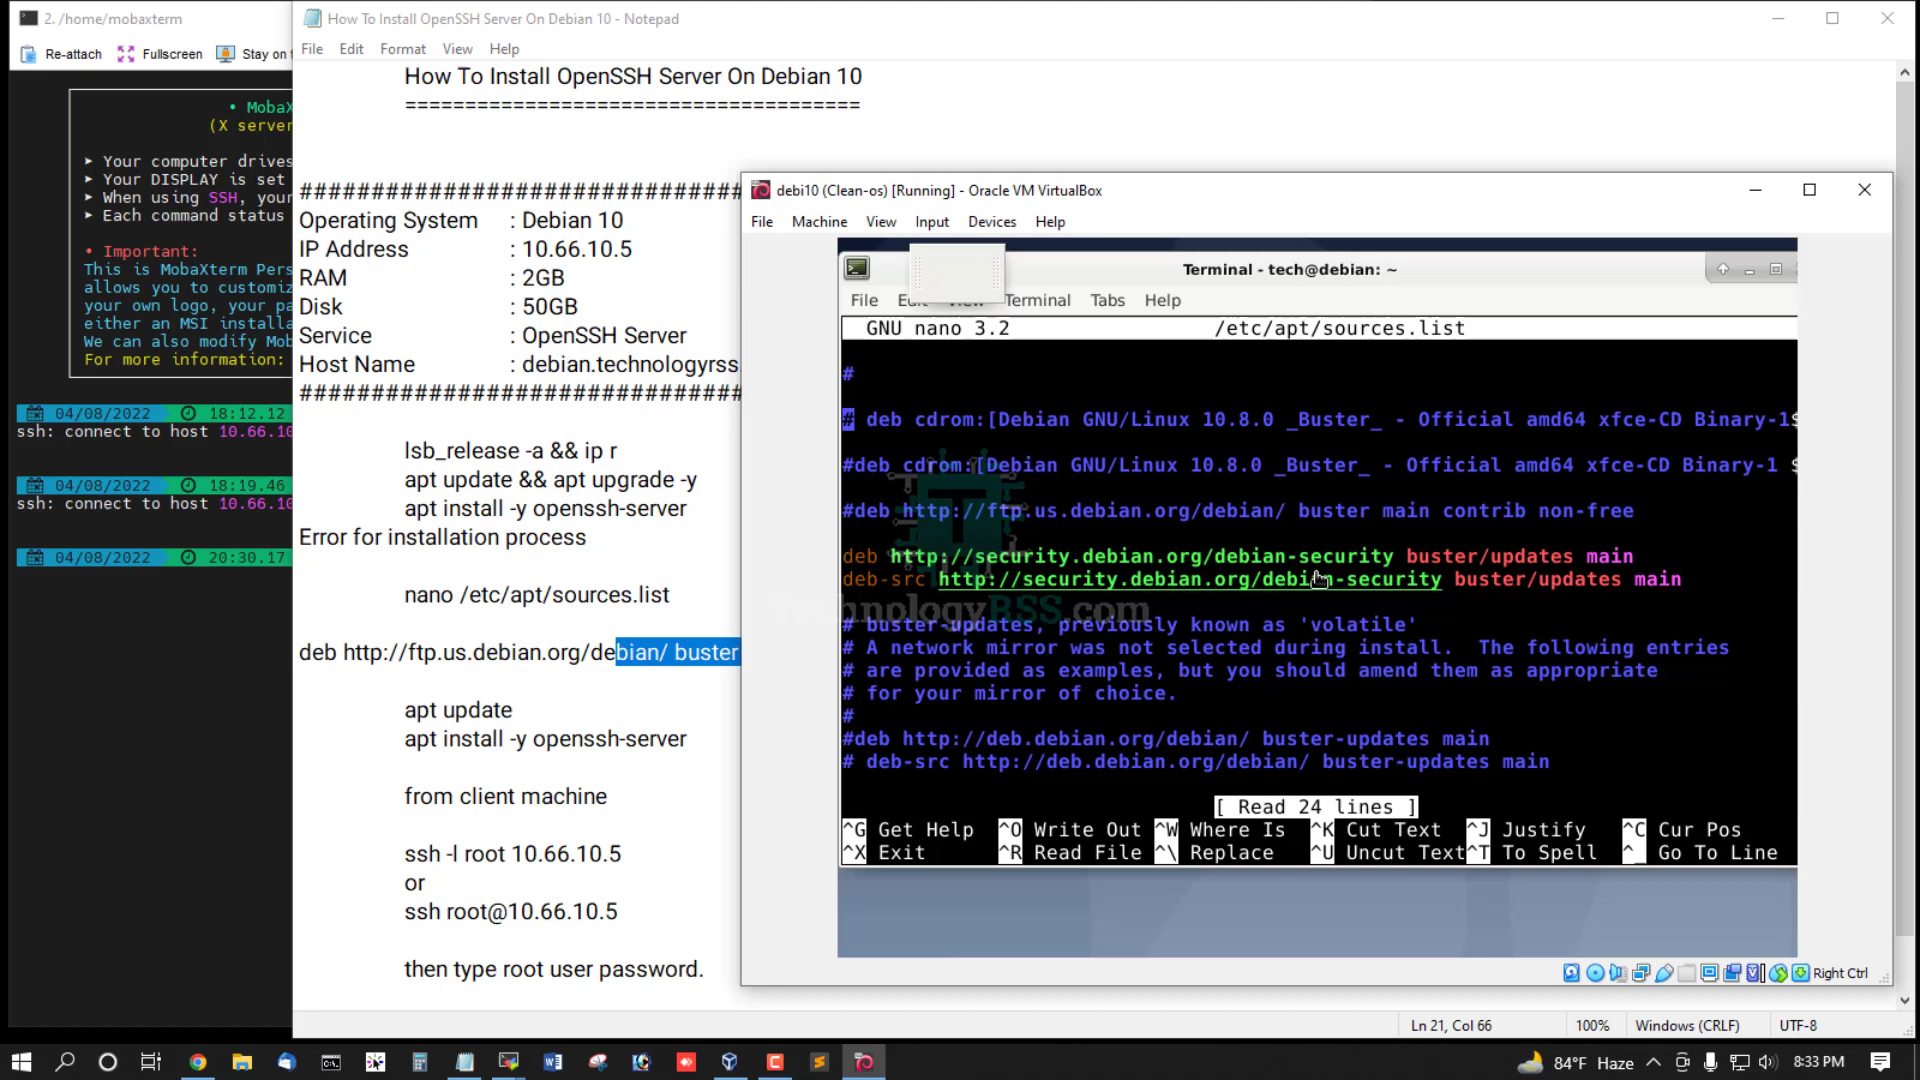 2. /home/mobaxterm
Re-attach
Fullscreen
Stay on
• MobaX
(X server
➤ Your computer drives
➤ Your DISPLAY is set
➤ When using SSH, your
➤ Each command status
• Important:
This is MobaXterm Pers
allows you to customiz
your own logo, your pa
either an MSI installa
We can also modify Mob
For more information:
04/08/2022 18:12.12
ssh: connect to host 10.66.10
04/08/2022 18:19.46
ssh: connect to host 10.66.10
04/08/2022 20:30.17
How To Install OpenSSH Server On Debian 10 - Notepad
File Edit Format View Help
How To Install OpenSSH Server On Debian 10
======================================
################################
Operating System : Debian 10
IP Address : 10.66.10.5
RAM : 2GB
Disk : 50GB
Service : OpenSSH Server
Host Name : debian.technologyrss.
################################
lsb_release -a && ip r
apt update && apt upgrade -y
apt install -y openssh-server
Error for installation process
nano /etc/apt/sources.list
deb http://ftp.us.debian.org/debian/ buster
apt update
apt install -y openssh-server
from client machine
ssh -l root 10.66.10.5
or
ssh root@10.66.10.5
then type root user password.
Ln 21, Col 66 100% Windows (CRLF) UTF-8
debi10 (Clean-os) [Running] - Oracle VM VirtualBox
File Machine View Input Devices Help
Terminal - tech@debian: ~
File Edit View Terminal Tabs Help
GNU nano 3.2 /etc/apt/sources.list
#
# deb cdrom:[Debian GNU/Linux 10.8.0 _Buster_ - Official amd64 xfce-CD Binary-1$
#deb cdrom:[Debian GNU/Linux 10.8.0 _Buster_ - Official amd64 xfce-CD Binary-1 $
#deb http://ftp.us.debian.org/debian/ buster main contrib non-free
deb http://security.debian.org/debian-security buster/updates main
deb-src http://security.debian.org/debian-security buster/updates main
TechnologyRSS.com
# buster-updates, previously known as 'volatile'
# A network mirror was not selected during install.  The following entries
# are provided as examples, but you should amend them as appropriate
# for your mirror of choice.
#
#deb http://deb.debian.org/debian/ buster-updates main
# deb-src http://deb.debian.org/debian/ buster-updates main
[ Read 24 lines ]
^G Get Help ^O Write Out ^W Where Is ^K Cut Text ^J Justify ^C Cur Pos
^X Exit ^R Read File ^\ Replace ^U Uncut Text ^T To Spell ^_ Go To Line
Right Ctrl
84°F Haze 8:33 PM